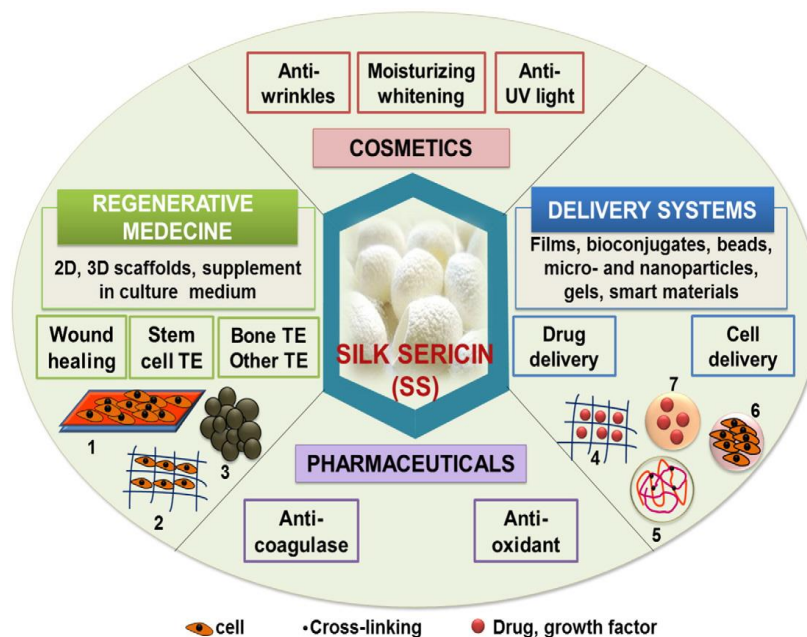 Anti-
wrinkles
Moisturizing
whitening
Anti-
UV light
COSMETICS
REGENERATIVE
MEDECINE
2D, 3D scaffolds, supplement
in culture medium
Wound
healing
Stem
cell TE
Bone TE
Other TE
1
2
3
SILK SERICIN
(SS)
DELIVERY SYSTEMS
Films, bioconjugates, beads,
micro- and nanoparticles,
gels, smart materials
Drug
delivery
Cell
delivery
7
6
4
5
PHARMACEUTICALS
Anti-
coagulase
Anti-
oxidant
cell
•Cross-linking
Drug, growth factor